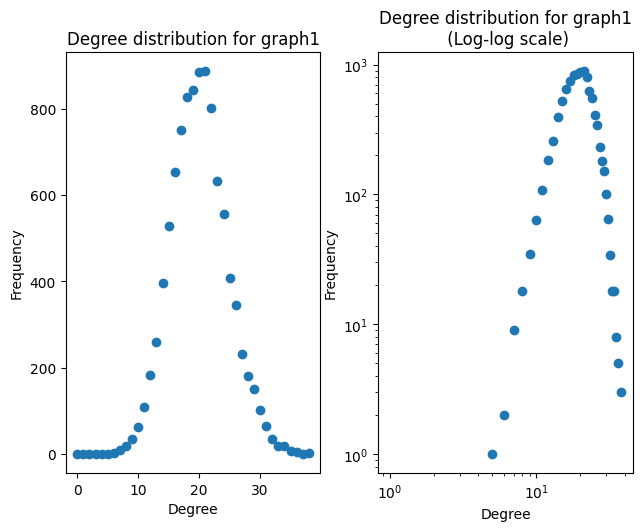 Degree distribution for graph1
Frequency
800
600
400
200
0
0 10 20 30
Degree
Degree distribution for graph1
(Log-log scale)
Frequency
10³
10²
10¹
10⁰
10⁰ 10¹
Degree